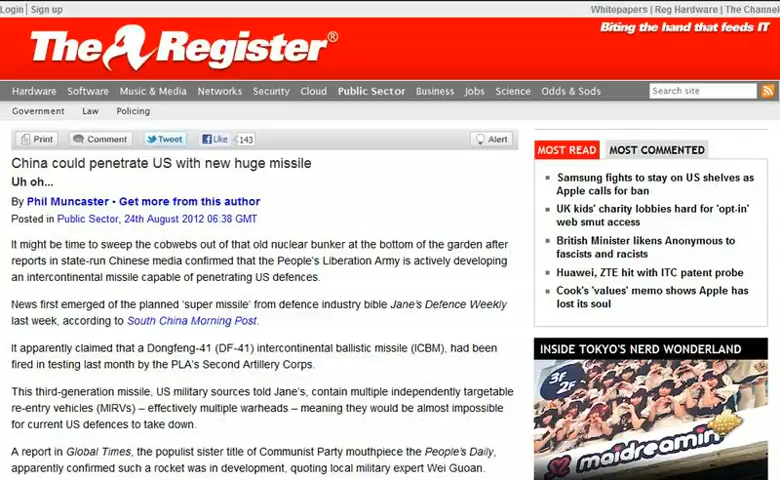 Login Sign up
Whitepapers | Reg Hardware | The Channel
The Register®
Biting the hand that feeds IT
Hardware Software Music & Media Networks Security Cloud Public Sector Business Jobs Science Odds & Sods
Search site
Government Law Policing
Print Comment Tweet Like 143 Alert
China could penetrate US with new huge missile
Uh oh...
By Phil Muncaster • Get more from this author
Posted in Public Sector, 24th August 2012 06:38 GMT
It might be time to sweep the cobwebs out of that old nuclear bunker at the bottom of the garden after
reports in state-run Chinese media confirmed that the People's Liberation Army is actively developing
an intercontinental missile capable of penetrating US defences.
News first emerged of the planned 'super missile' from defence industry bible Jane's Defence Weekly
last week, according to South China Morning Post.
It apparently claimed that a Dongfeng-41 (DF-41) intercontinental ballistic missile (ICBM), had been
fired in testing last month by the PLA's Second Artillery Corps.
This third-generation missile, US military sources told Jane's, contain multiple independently targetable
re-entry vehicles (MIRVs) – effectively multiple warheads – meaning they would be almost impossible
for current US defences to take down.
A report in Global Times, the populist sister title of Communist Party mouthpiece the People's Daily,
apparently confirmed such a rocket was in development, quoting local military expert Wei Guoan.
MOST READ MOST COMMENTED
Samsung fights to stay on US shelves as
Apple calls for ban
UK kids' charity lobbies hard for 'opt-in'
web smut access
British Minister likens Anonymous to
fascists and racists
Huawei, ZTE hit with ITC patent probe
Cook's 'values' memo shows Apple has
lost its soul
INSIDE TOKYO'S NERD WONDERLAND
3F
2F
maidreamin